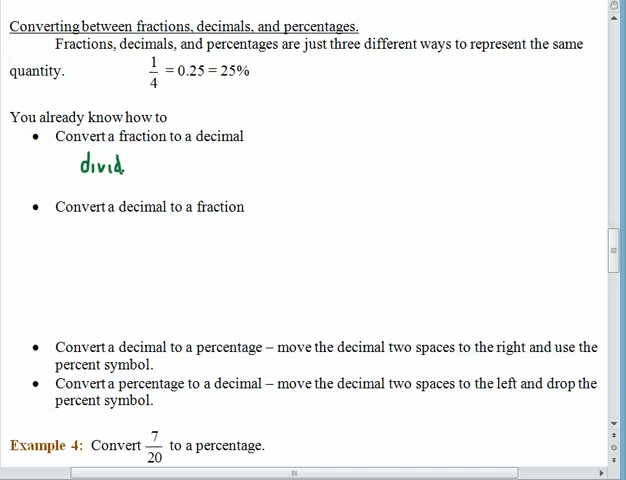 Converting between fractions, decimals, and percentages.
Fractions, decimals, and percentages are just three different ways to represent the same
quantity. 1/4 = 0.25 = 25%
You already know how to
• Convert a fraction to a decimal
divid
• Convert a decimal to a fraction
• Convert a decimal to a percentage – move the decimal two spaces to the right and use the
percent symbol.
• Convert a percentage to a decimal – move the decimal two spaces to the left and drop the
percent symbol.
Example 4: Convert 7/20 to a percentage.